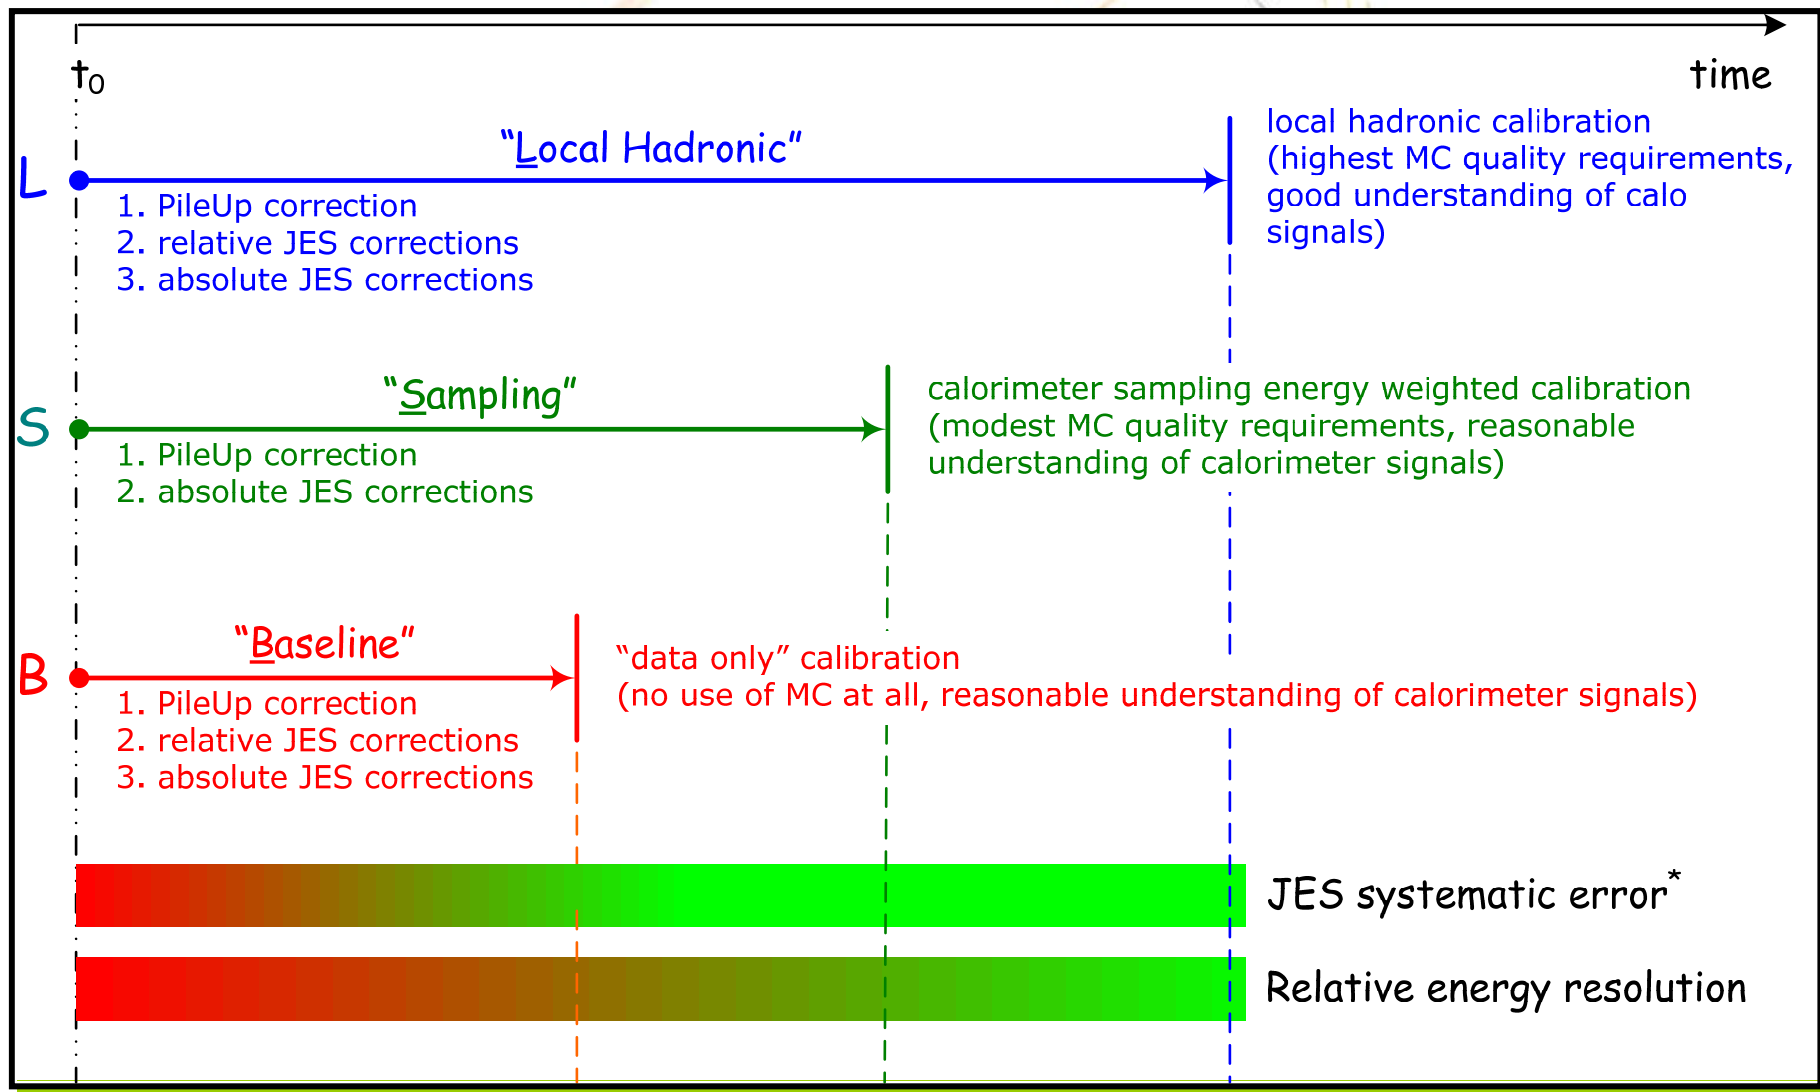 t₀
time
L
“Local Hadronic”
1. PileUp correction
2. relative JES corrections
3. absolute JES corrections
local hadronic calibration
(highest MC quality requirements,
good understanding of calo
signals)
S
“Sampling”
1. PileUp correction
2. absolute JES corrections
calorimeter sampling energy weighted calibration
(modest MC quality requirements, reasonable
understanding of calorimeter signals)
B
“Baseline”
1. PileUp correction
2. relative JES corrections
3. absolute JES corrections
“data only” calibration
(no use of MC at all, reasonable understanding of calorimeter signals)
JES systematic error*
Relative energy resolution